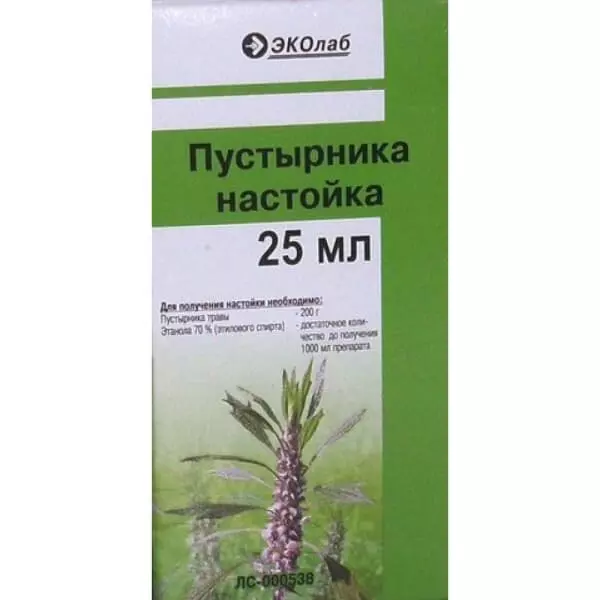 ЭКОлаб
Пустырника
настойка
25 мл
Для получения настойки необходимо:
Пустырника травы - 200 г
Этанола 70 % (этилового спирта) - достаточное коли-
чество до получения
1000 мл препарата
ЛС-000538